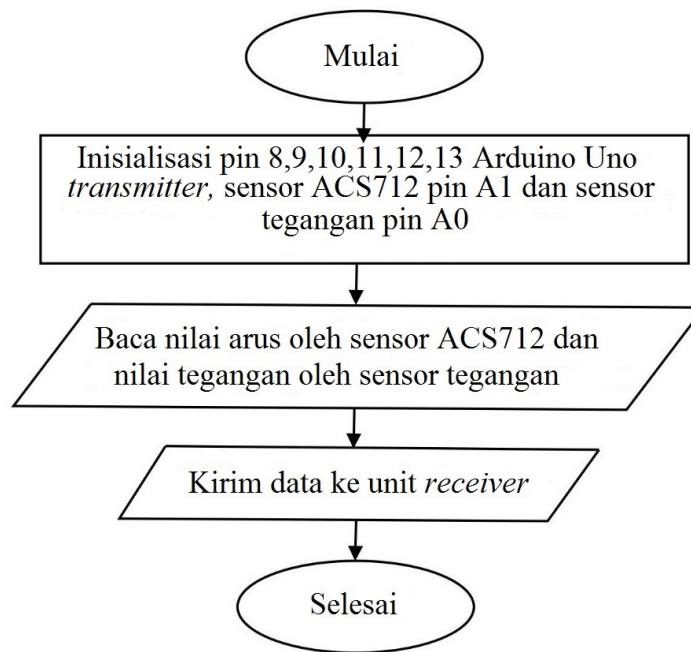 Mulai
Inisialisasi pin 8,9,10,11,12,13 Arduino Uno
transmitter, sensor ACS712 pin A1 dan sensor
tegangan pin A0
Baca nilai arus oleh sensor ACS712 dan
nilai tegangan oleh sensor tegangan
Kirim data ke unit receiver
Selesai